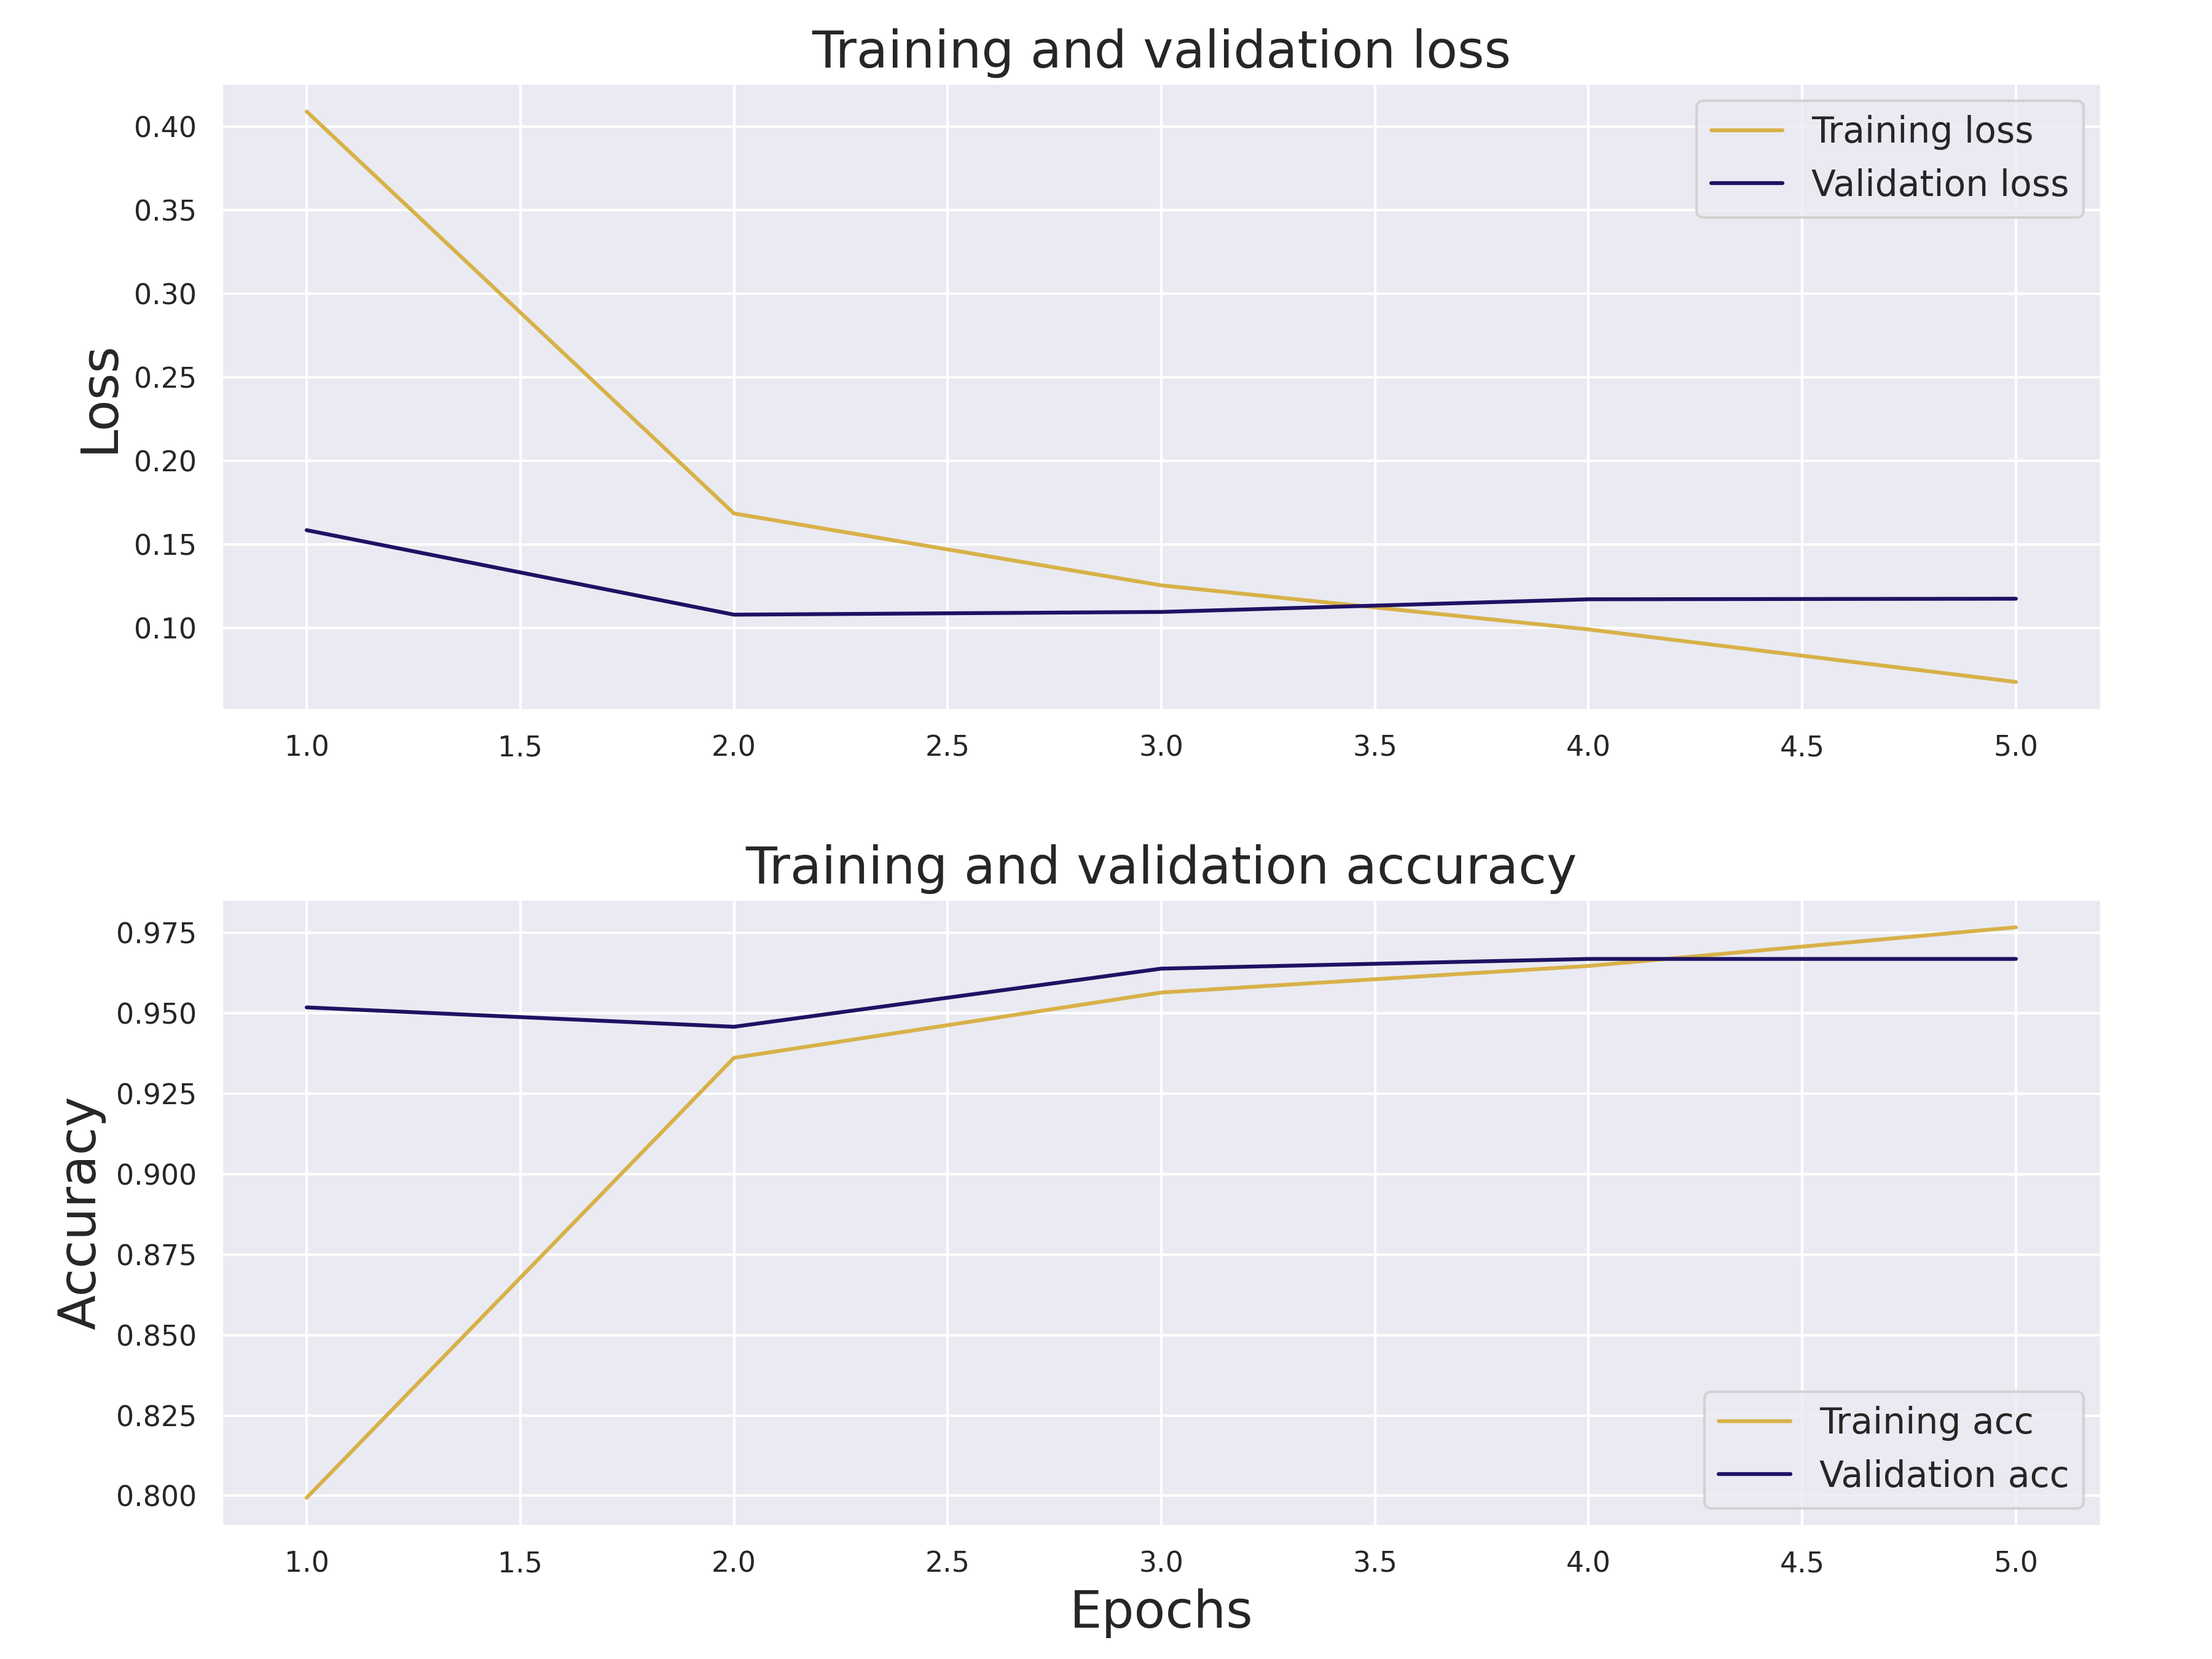 Training and validation loss
0.40
0.35
0.30
0.25
0.20
0.15
0.10
Loss
Training loss
Validation loss
1.0 1.5 2.0 2.5 3.0 3.5 4.0 4.5 5.0
Training and validation accuracy
0.975
0.950
0.925
0.900
0.875
0.850
0.825
0.800
Accuracy
Training acc
Validation acc
1.0 1.5 2.0 2.5 3.0 3.5 4.0 4.5 5.0
Epochs